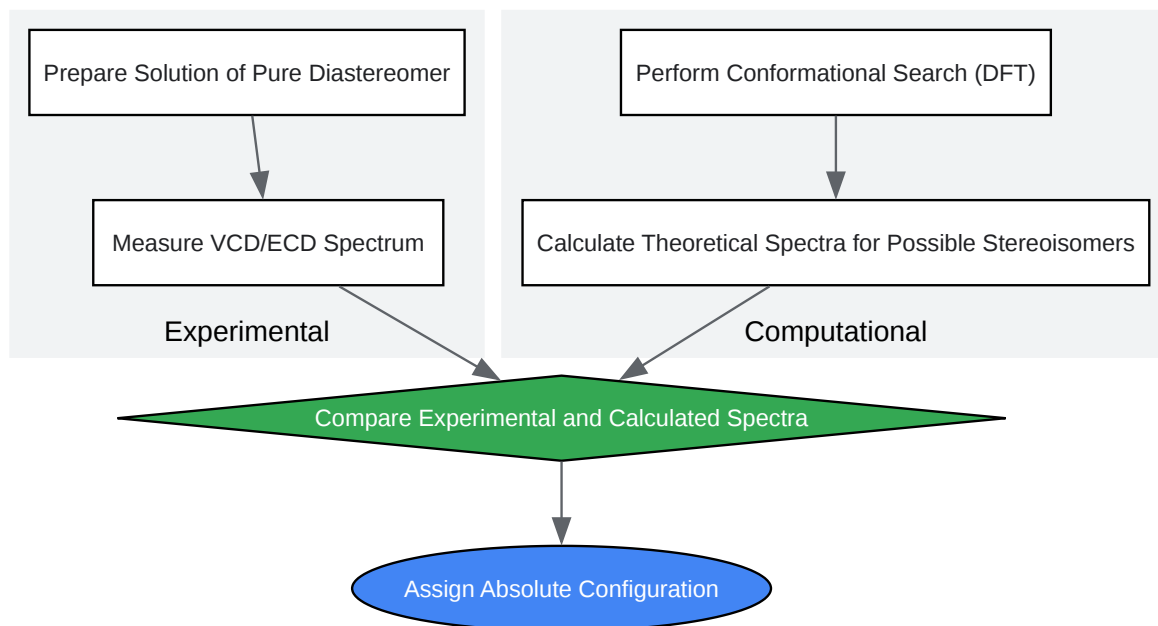 Prepare Solution of Pure Diastereomer
Perform Conformational Search (DFT)
Measure VCD/ECD Spectrum
Calculate Theoretical Spectra for Possible Stereoisomers
Experimental
Computational
Compare Experimental and Calculated Spectra
Assign Absolute Configuration